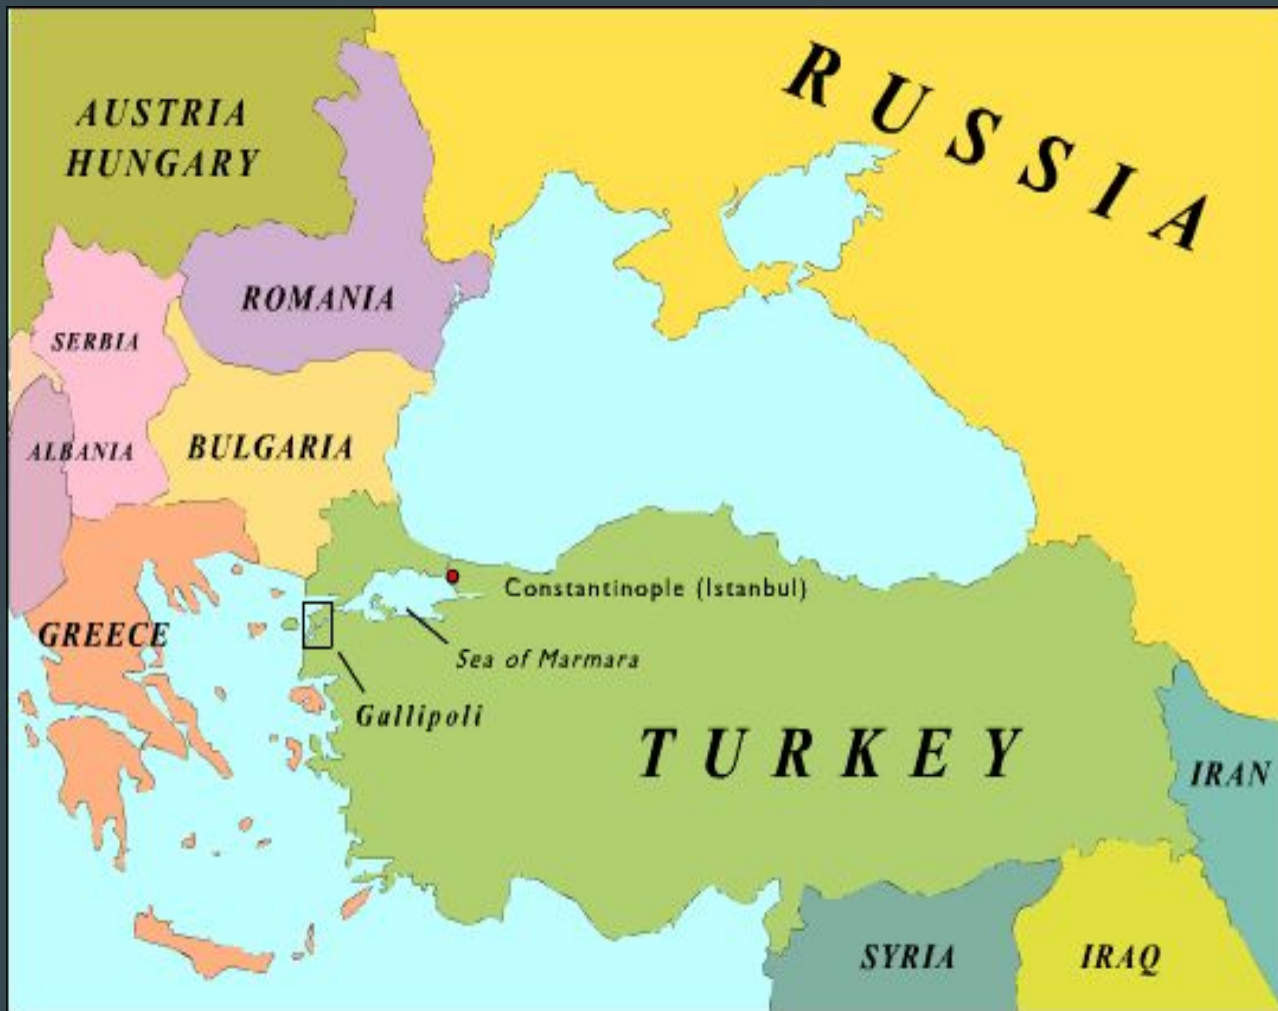 RUSSIA
AUSTRIA
HUNGARY
ROMANIA
SERBIA
ALBANIA
BULGARIA
Constantinople (Istanbul)
GREECE
Sea of Marmara
Gallipoli
TURKEY
IRAN
SYRIA
IRAQ